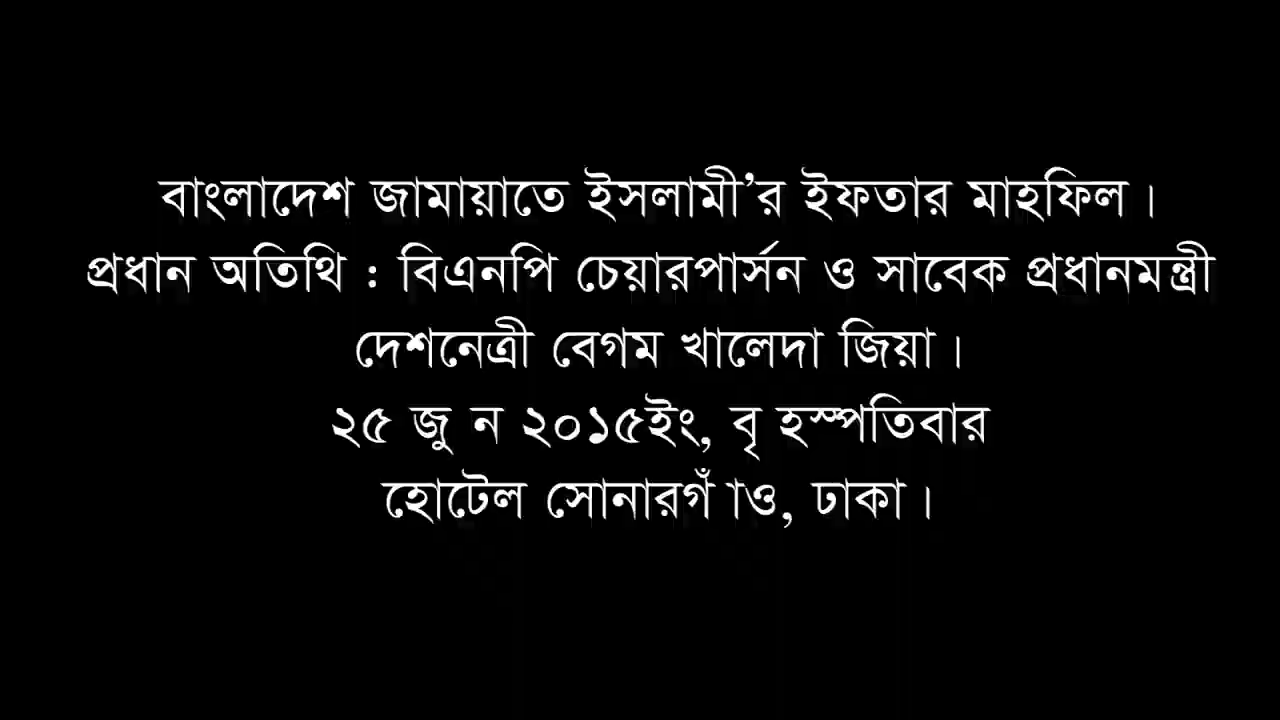 বাংলাদেশ জামায়াতে ইসলামী’র ইফতার মাহফিল।
প্রধান অতিথি : বিএনপি চেয়ারপার্সন ও সাবেক প্রধানমন্ত্রী
দেশনেত্রী বেগম খালেদা জিয়া।
২৫ জুন ২০১৫ইং, বৃহস্পতিবার
হোটেল সোনারগাঁও, ঢাকা।